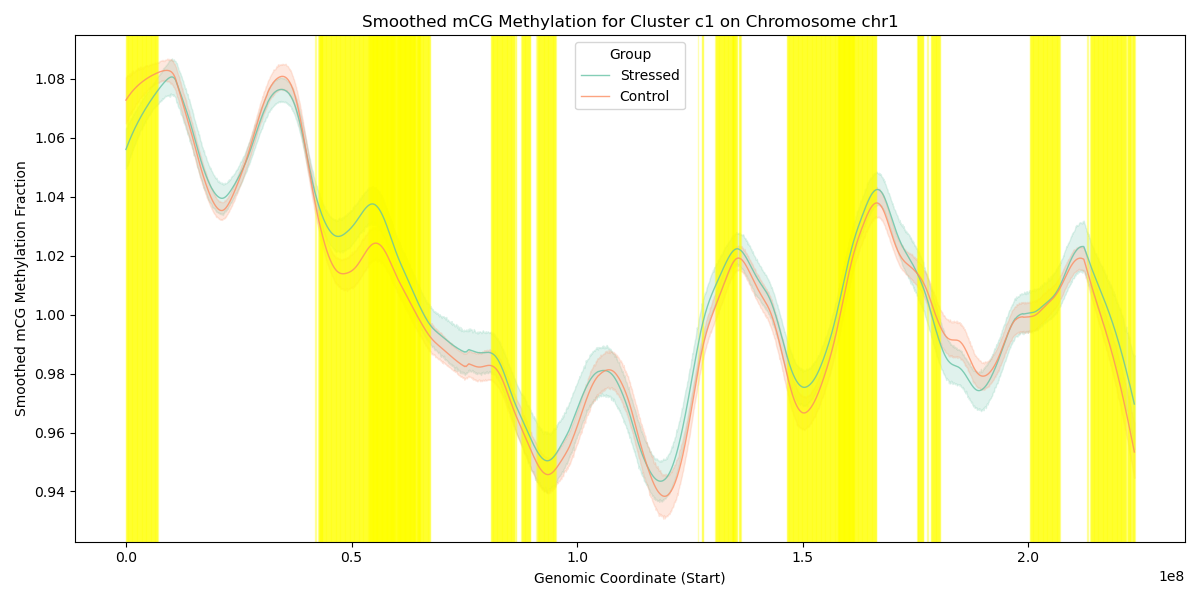 Smoothed mCG Methylation for Cluster c1 on Chromosome chr1
Group
Stressed
Control
Smoothed mCG Methylation Fraction
1.08
1.06
1.04
1.02
1.00
0.98
0.96
0.94
0.0
0.5
1.0
1.5
2.0
1e8
Genomic Coordinate (Start)